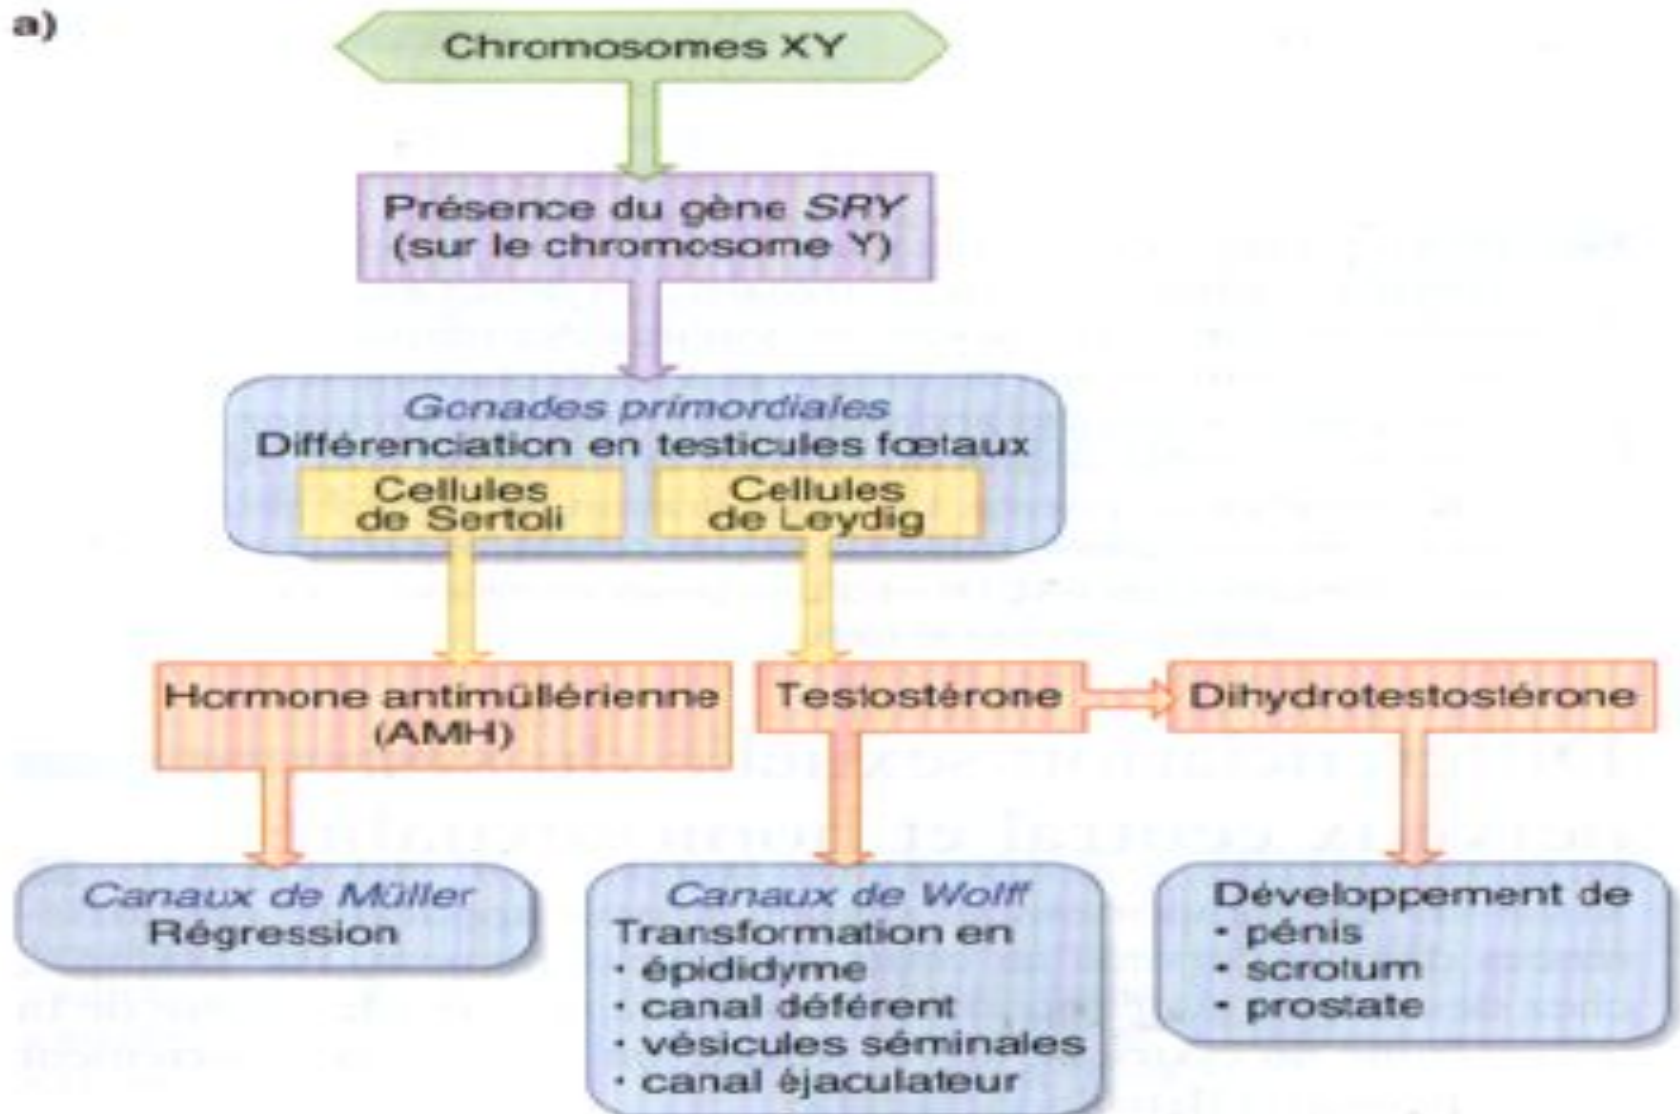 a)
Chromosomes XY
Présence du gène SRY
(sur le chromosome Y)
Gonades primordiales
Différenciation en testicules fœtaux
Cellules
de Sertoli
Cellules
de Leydig
Hormone antimüllérienne
(AMH)
Testostérone
Dihydrotestostérone
Canaux de Müller
Régression
Canaux de Wolff
Transformation en
• épididyme
• canal déférent
• vésicules séminales
• canal éjaculateur
Développement de
• pénis
• scrotum
• prostate